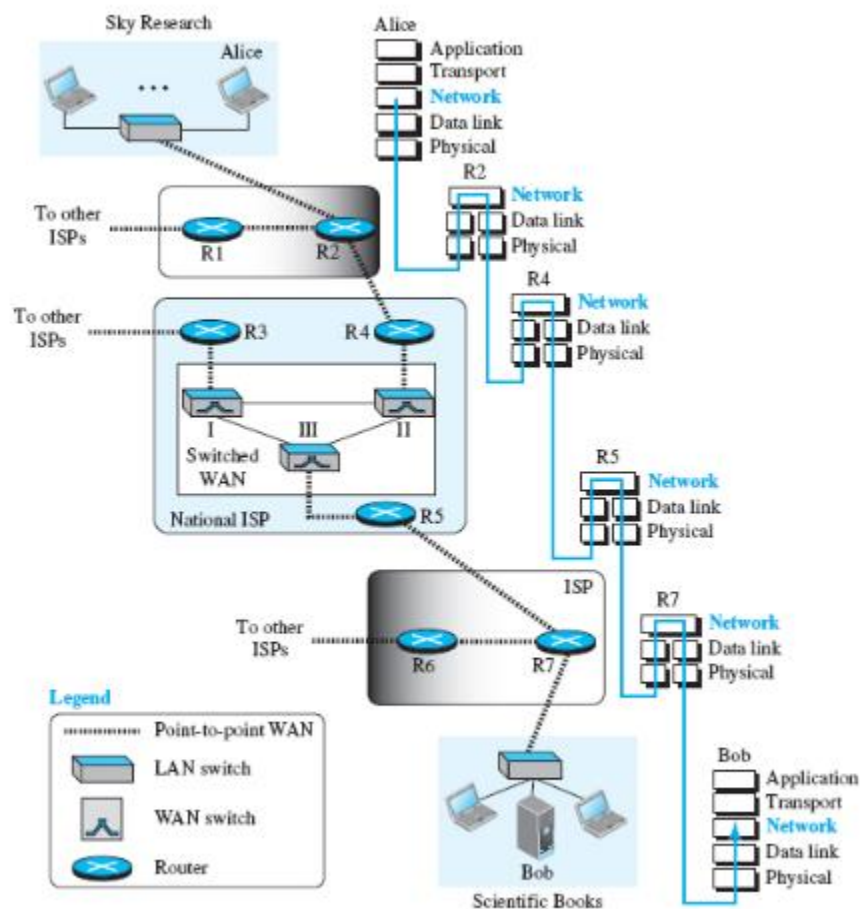 Sky Research
Alice
Alice
Application
Transport
Network
Data link
Physical
R2
Network
Data link
Physical
To other
ISPs
R1
R2
R4
Network
Data link
Physical
To other
ISPs
R3
R4
I
II
III
Switched
WAN
National ISP
R5
R5
Network
Data link
Physical
ISP
To other
ISPs
R6
R7
R7
Network
Data link
Physical
Legend
Point-to-point WAN
LAN switch
WAN switch
Router
Bob
Scientific Books
Bob
Application
Transport
Network
Data link
Physical